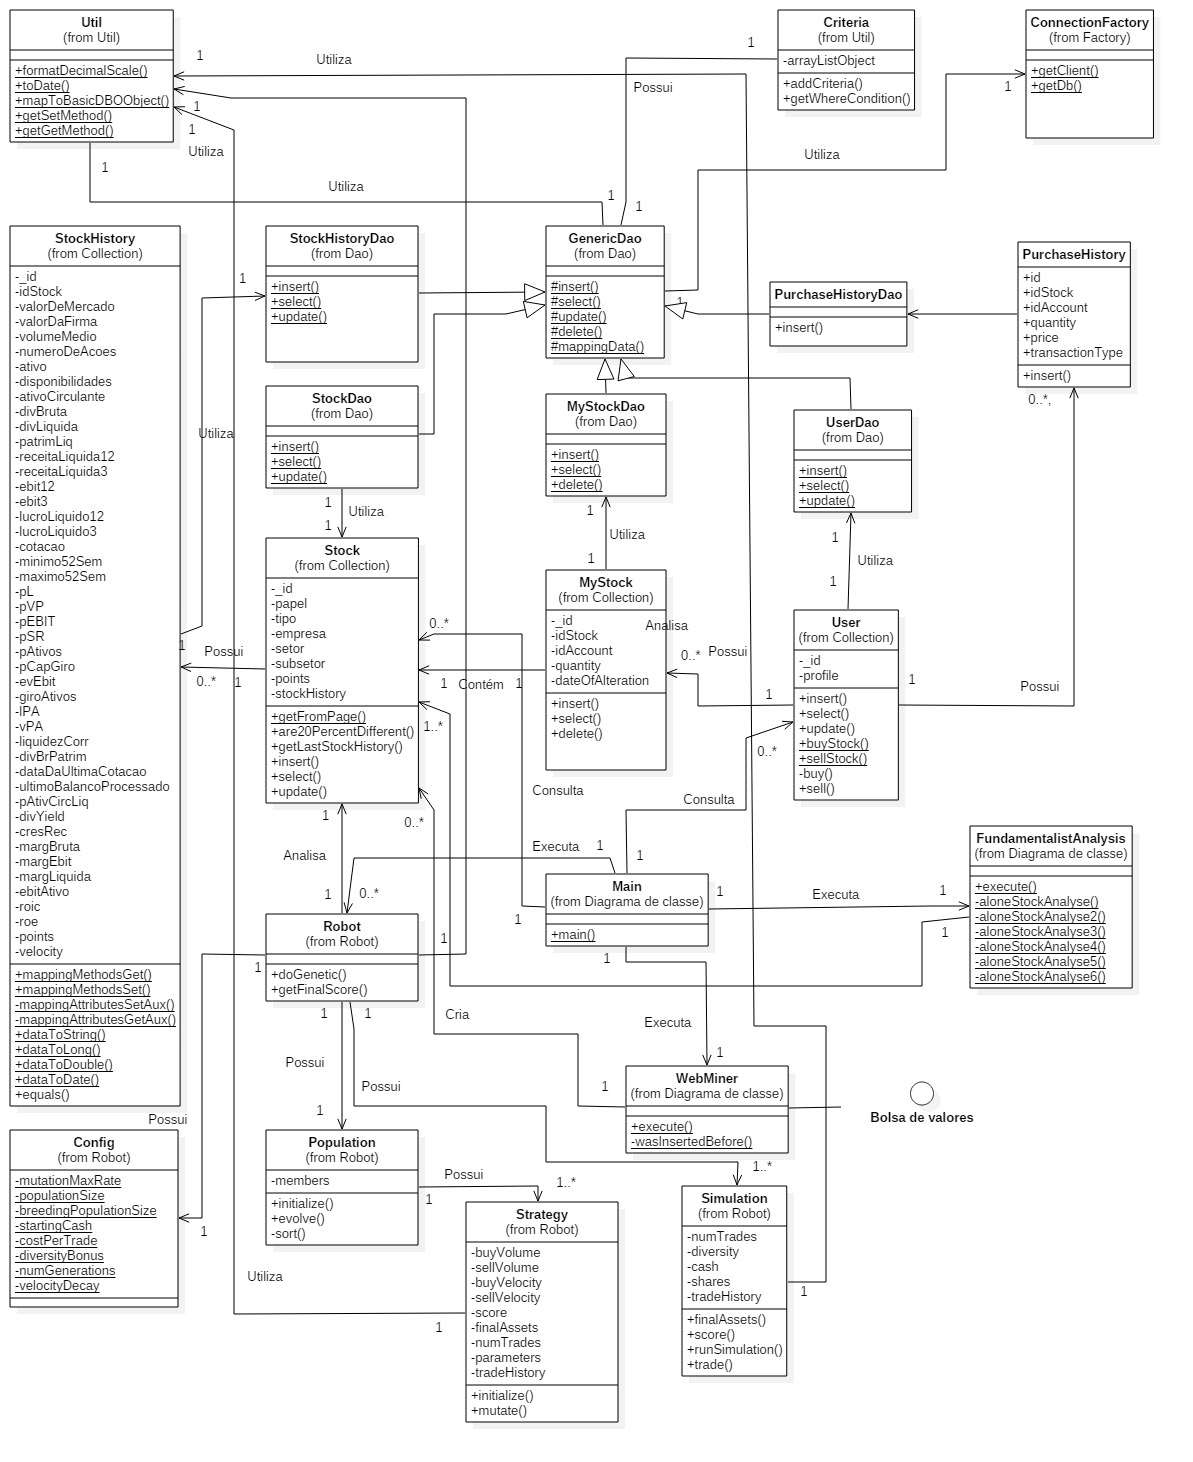 Util
(from Util)
+formatDecimalScale()
+toDate()
+mapToBasicDBOObject()
+getSetMethod()
+getGetMethod()
1
Utiliza
1
1
Utiliza
1
Utiliza
Criteria
(from Util)
-arrayListObject
+addCriteria()
+getWhereCondition()
1
Possui
ConnectionFactory
(from Factory)
+getClient()
+getDb()
1
Utiliza
StockHistory
(from Collection)
-_id
-idStock
-valorDeMercado
-valorDaFirma
-volumeMedio
-numeroDeAcoes
-ativo
-disponibilidades
-ativoCirculante
-divBruta
-divLiquida
-patrimLiq
-receitaLiquida12
-receitaLiquida3
-ebit12
-ebit3
-lucroLiquido12
-lucroLiquido3
-cotacao
-minimo52Sem
-maximo52Sem
-pL
-pVP
-pEBIT
-pSR
-pAtivos
-pCapGiro
-evEbit
-giroAtivos
-lPA
-vPA
-liquidezCorr
-divBrPatrim
-dataDaUltimaCotacao
-ultimoBalancoProcessado
-pAtivCircLiq
-divYield
-cresRec
-margBruta
-margEbit
-margLiquida
-ebitAtivo
-roic
-roe
-points
-velocity
+mappingMethodsGet()
+mappingMethodsSet()
-mappingAttributesSetAux()
-mappingAttributesGetAux()
+dataToString()
+dataToLong()
+dataToDouble()
+dataToDate()
+equals()
1
Utiliza
1
StockHistoryDao
(from Dao)
+insert()
+select()
+update()
GenericDao
(from Dao)
#insert()
#select()
#update()
#delete()
#mappingData()
1
1
1
PurchaseHistoryDao
+insert()
PurchaseHistory
+id
+idStock
+idAccount
+quantity
+price
+transactionType
+insert()
0..*,
StockDao
(from Dao)
+insert()
+select()
+update()
1
Utiliza
1
MyStockDao
(from Dao)
+insert()
+select()
+delete()
1
Utiliza
1
UserDao
(from Dao)
+insert()
+select()
+update()
1
Utiliza
1
Stock
(from Collection)
-_id
-papel
-tipo
-empresa
-setor
-subsetor
-points
-stockHistory
+getFromPage()
+are20PercentDifferent()
+getLastStockHistory()
+insert()
+select()
+update()
Possui
0..*
1
0..*
1
Contém
1
1..*
0..*
MyStock
(from Collection)
-_id
-idStock
-idAccount
-quantity
-dateOfAlteration
+insert()
+select()
+delete()
Analisa
0..*
Possui
1
User
(from Collection)
-_id
-profile
+insert()
+select()
+update()
+buyStock()
+sellStock()
-buy()
+sell()
1
Possui
0..*
Consulta
Consulta
1
Analisa
1
0..*
Executa
1
1
Main
(from Diagrama de classe)
+main()
1
1
Executa
1
1
FundamentalistAnalysis
(from Diagrama de classe)
+execute()
-aloneStockAnalyse()
-aloneStockAnalyse2()
-aloneStockAnalyse3()
-aloneStockAnalyse4()
-aloneStockAnalyse5()
-aloneStockAnalyse6()
1
Robot
(from Robot)
+doGenetic()
+getFinalScore()
1
1
1
1
Possui
Possui
1
Cria
1
Executa
1
WebMiner
(from Diagrama de classe)
+execute()
-wasInsertedBefore()
Bolsa de valores
Possui
Config
(from Robot)
-mutationMaxRate
-populationSize
-breedingPopulationSize
-startingCash
-costPerTrade
-diversityBonus
-numGenerations
-velocityDecay
1
Population
(from Robot)
-members
+initialize()
+evolve()
-sort()
Possui
1
1..*
Strategy
(from Robot)
-buyVolume
-sellVolume
-buyVelocity
-sellVelocity
-score
-finalAssets
-numTrades
-parameters
-tradeHistory
+initialize()
+mutate()
Utiliza
1
1..*
Simulation
(from Robot)
-numTrades
-diversity
-cash
-shares
-tradeHistory
+finalAssets()
+score()
+runSimulation()
+trade()
1